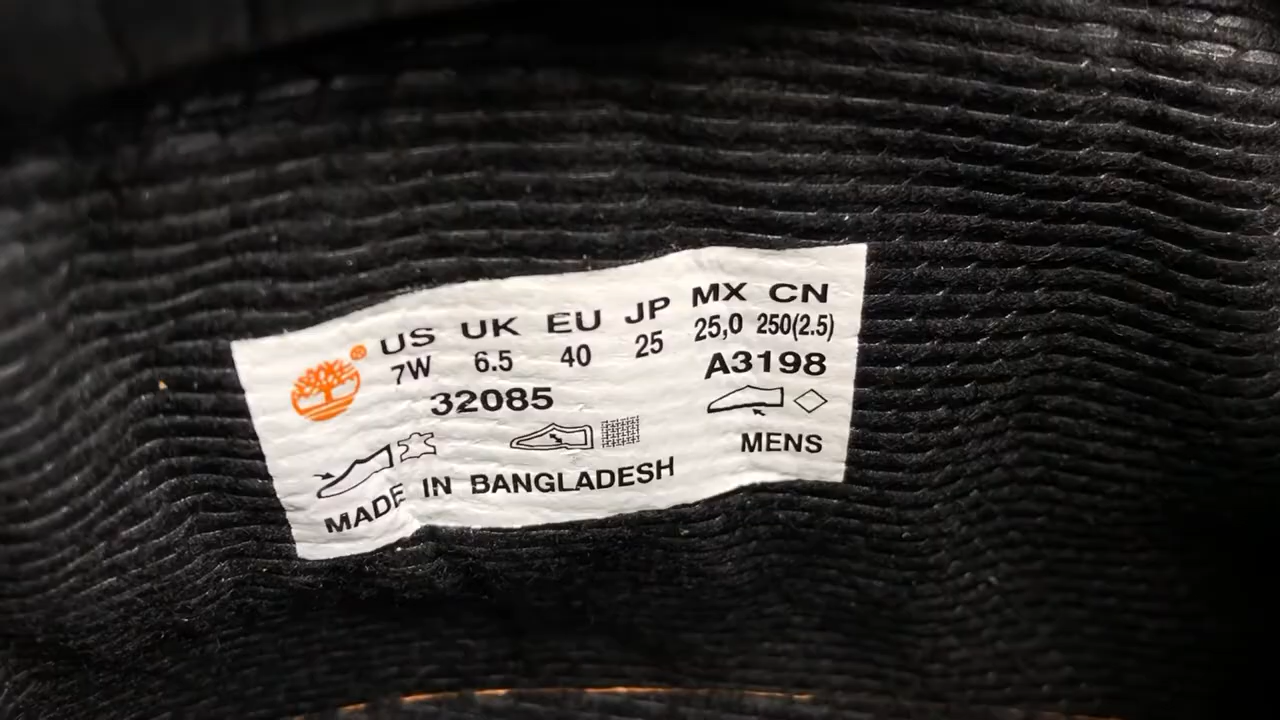 US UK EU JP MX CN
7W 6.5 40 25 25,0 250(2.5)
32085 A3198
MENS
MADE IN BANGLADESH